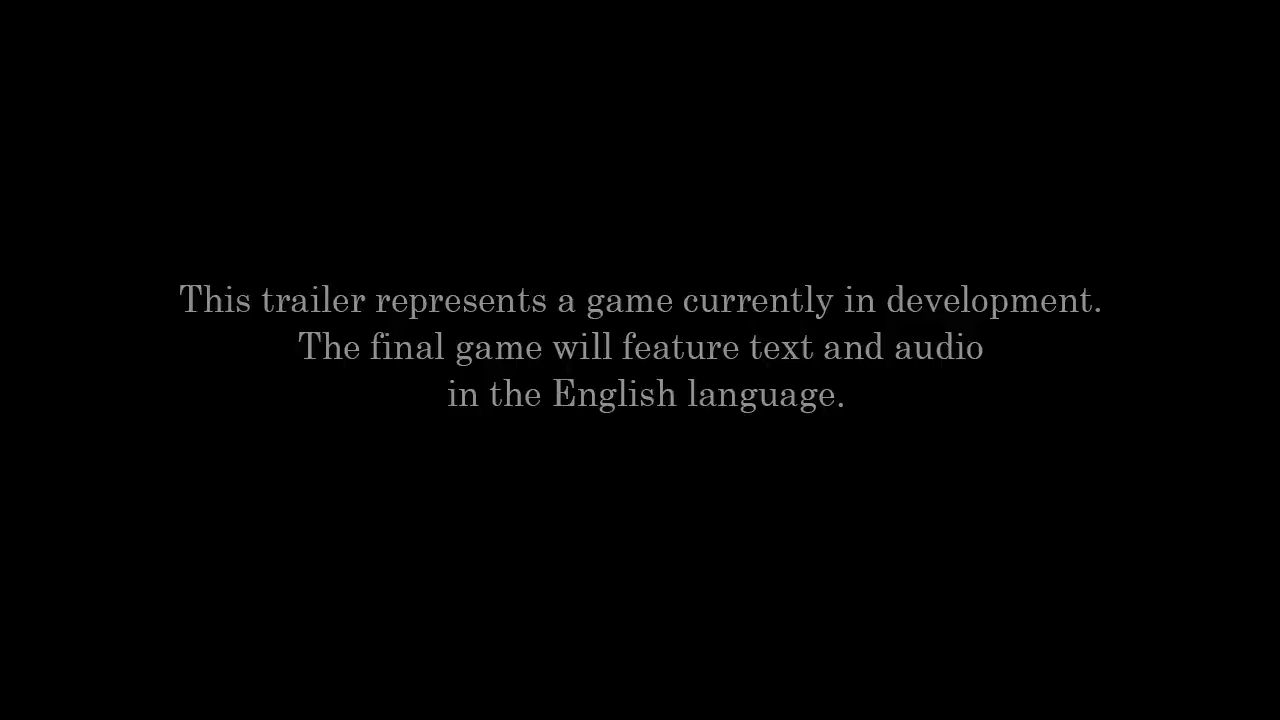 This trailer represents a game currently in development.
The final game will feature text and audio
in the English language.